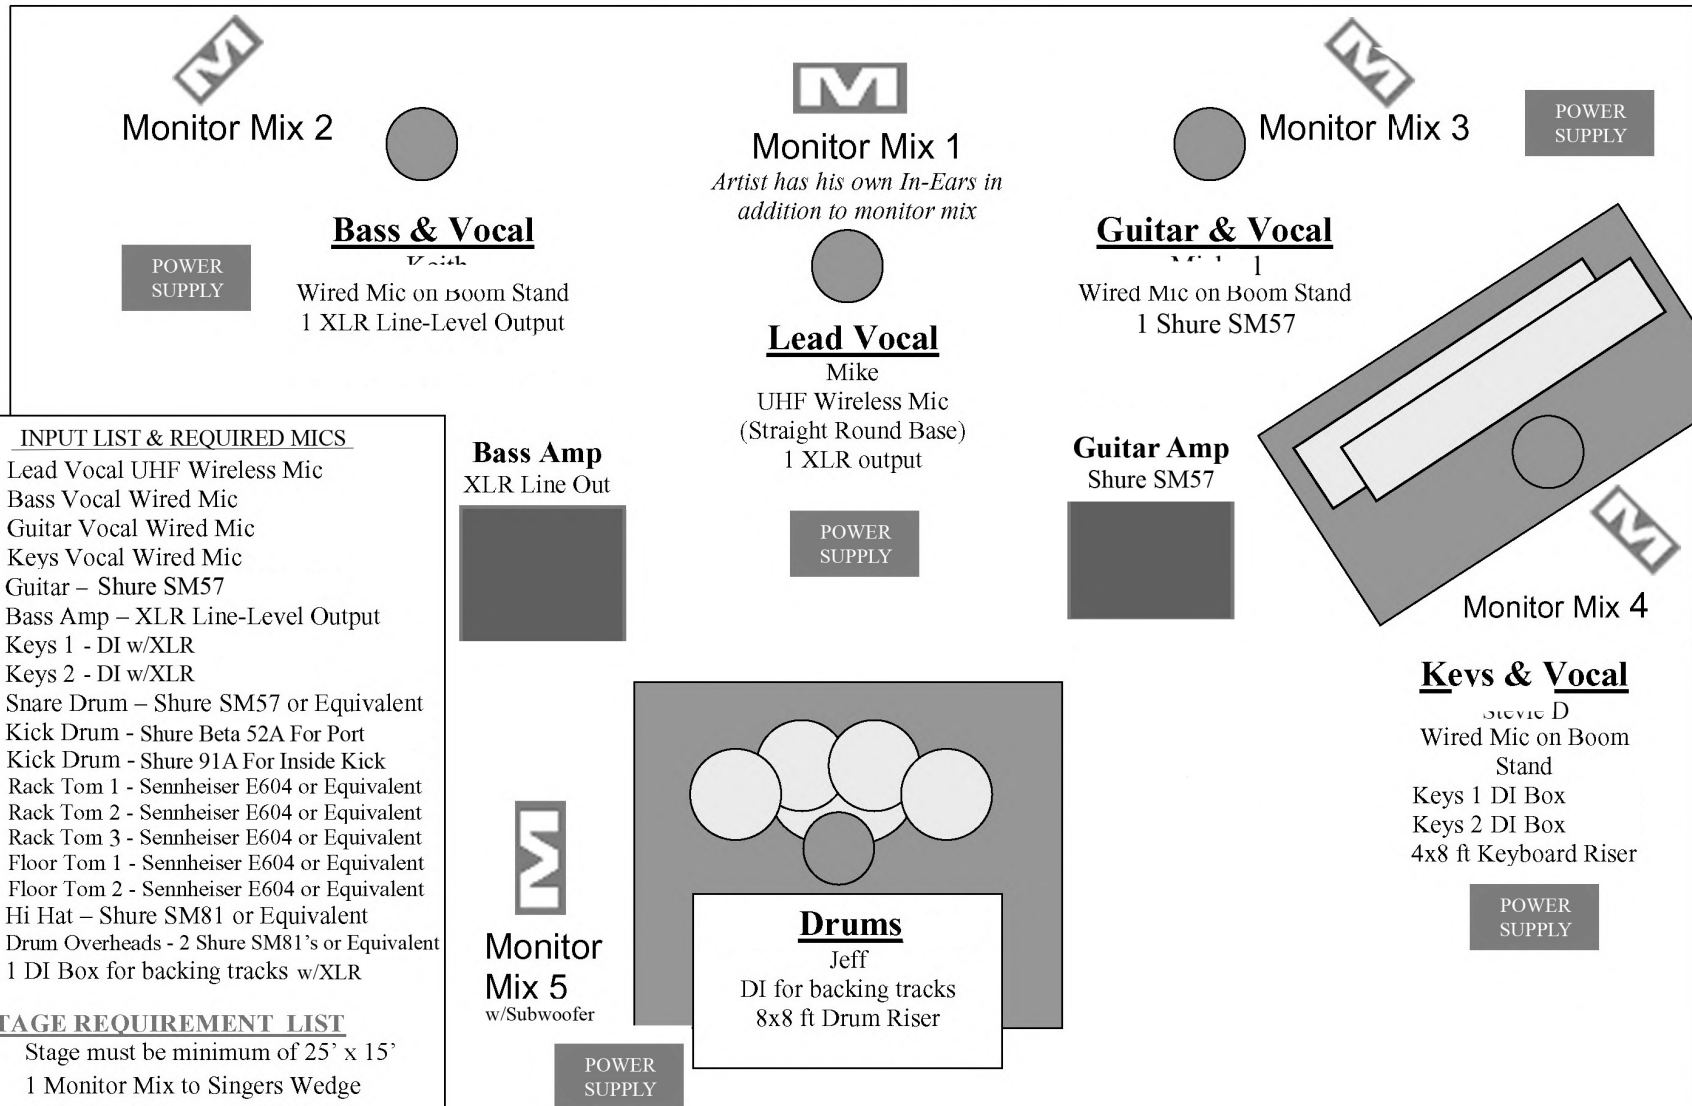 M
Monitor Mix 2
M
Monitor Mix 1
Artist has his own In-Ears in
addition to monitor mix
M
Monitor Mix 3
POWER
SUPPLY
POWER
SUPPLY
Bass & Vocal
Wired Mic on Boom Stand
1 XLR Line-Level Output
Lead Vocal
Mike
UHF Wireless Mic
(Straight Round Base)
1 XLR output
Guitar & Vocal
Wired Mic on Boom Stand
1 Shure SM57
Bass Amp
XLR Line Out
POWER
SUPPLY
Guitar Amp
Shure SM57
M
Monitor Mix 4
Keys & Vocal
Stevie D
Wired Mic on Boom
Stand
Keys 1 DI Box
Keys 2 DI Box
4x8 ft Keyboard Riser
POWER
SUPPLY
M
Monitor
Mix 5
w/Subwoofer
POWER
SUPPLY
Drums
Jeff
DI for backing tracks
8x8 ft Drum Riser
INPUT LIST & REQUIRED MICS
Lead Vocal UHF Wireless Mic
Bass Vocal Wired Mic
Guitar Vocal Wired Mic
Keys Vocal Wired Mic
Guitar – Shure SM57
Bass Amp – XLR Line-Level Output
Keys 1 - DI w/XLR
Keys 2 - DI w/XLR
Snare Drum – Shure SM57 or Equivalent
Kick Drum - Shure Beta 52A For Port
Kick Drum - Shure 91A For Inside Kick
Rack Tom 1 - Sennheiser E604 or Equivalent
Rack Tom 2 - Sennheiser E604 or Equivalent
Rack Tom 3 - Sennheiser E604 or Equivalent
Floor Tom 1 - Sennheiser E604 or Equivalent
Floor Tom 2 - Sennheiser E604 or Equivalent
Hi Hat – Shure SM81 or Equivalent
Drum Overheads - 2 Shure SM81’s or Equivalent
1 DI Box for backing tracks w/XLR
TAGE REQUIREMENT LIST
Stage must be minimum of 25’ x 15’
1 Monitor Mix to Singers Wedge